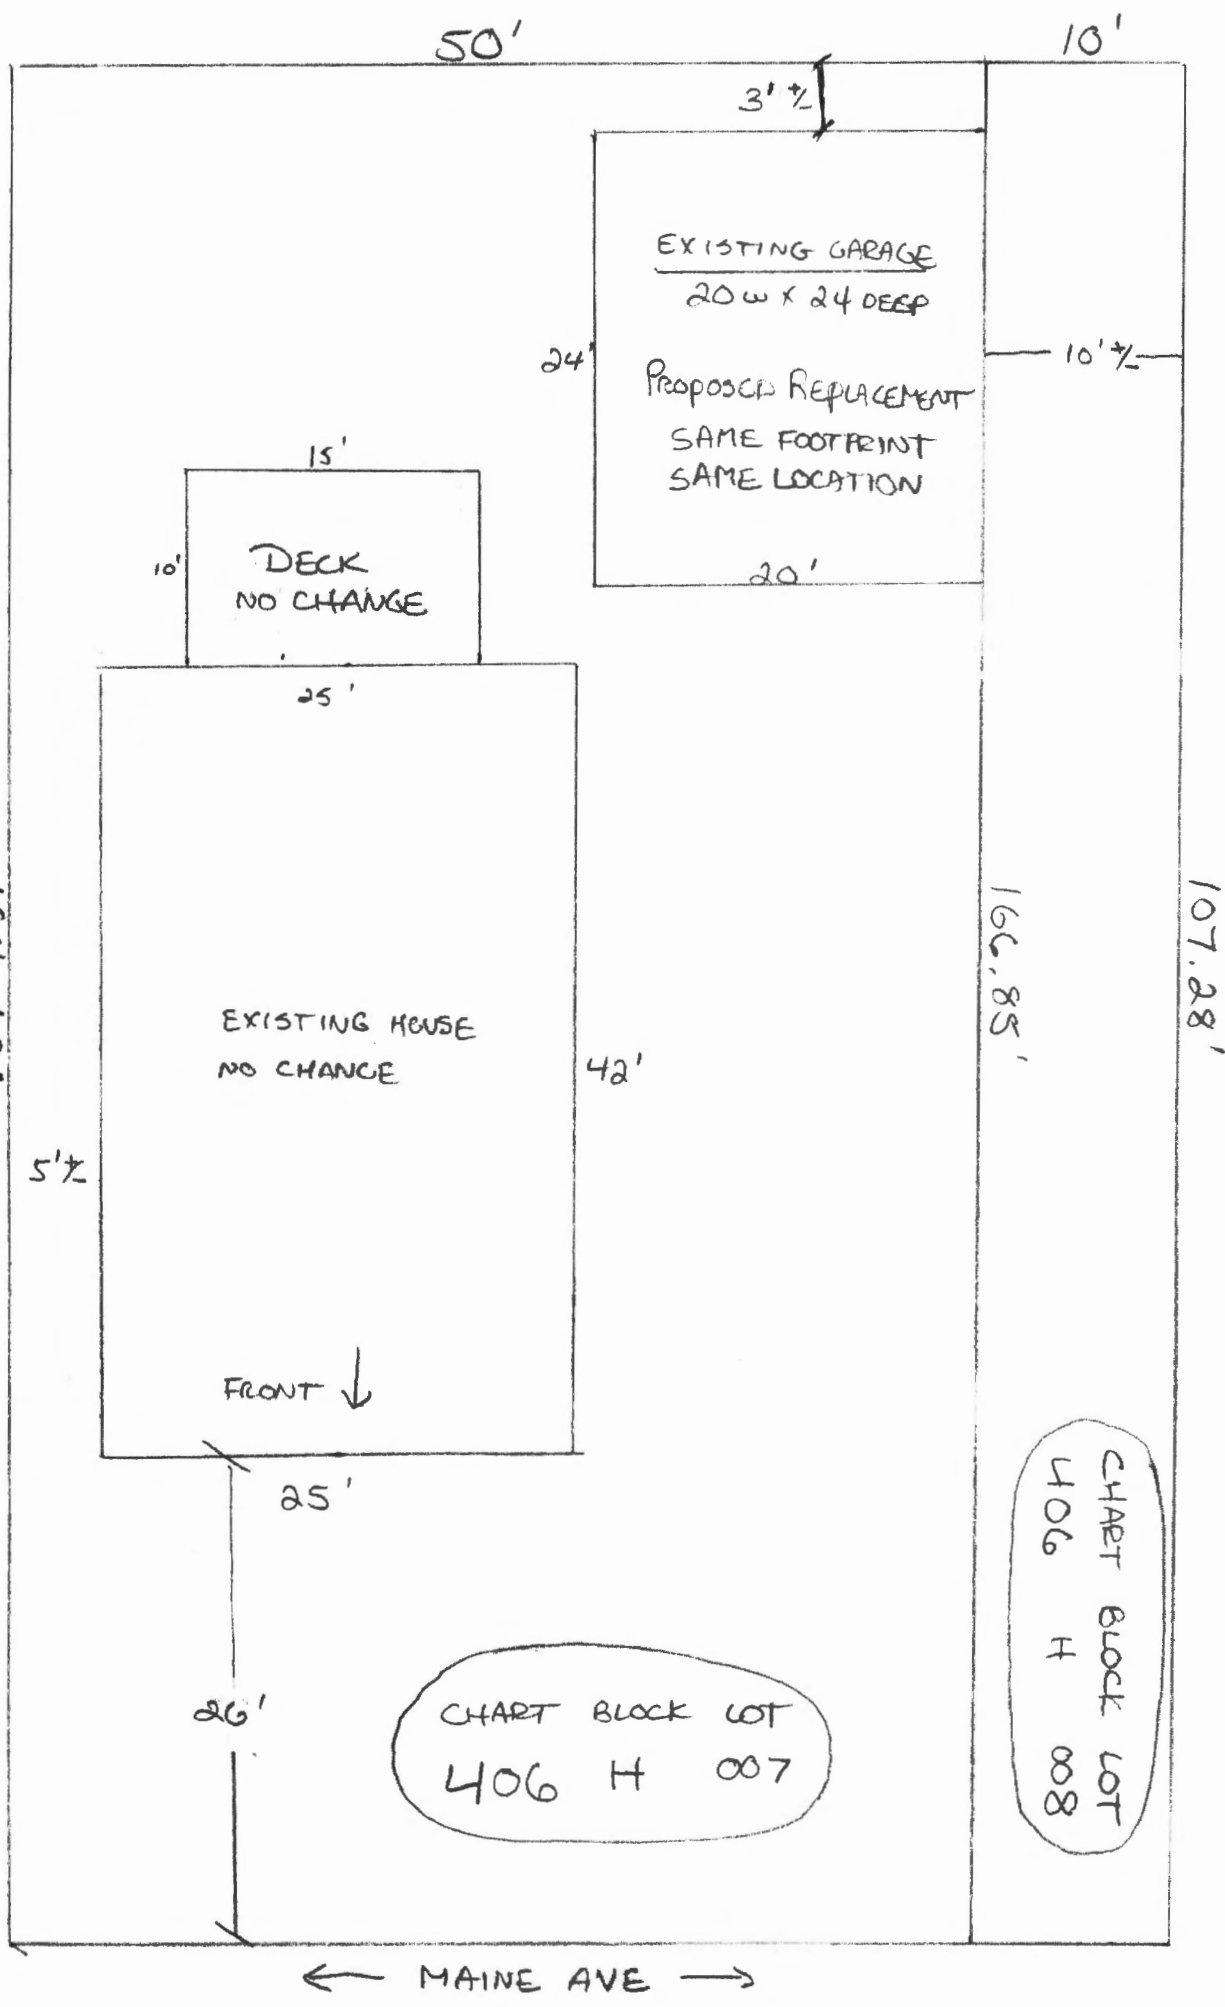 50'
10'
3' +/-
EXISTING GARAGE
20 W X 24 DEEP
24'
10' +/-
PROPOSED REPLACEMENT
SAME FOOTPRINT
SAME LOCATION
20'
15'
10'
DECK
NO CHANGE
25'
166.85'
107.28'
EXISTING HOUSE
NO CHANGE
42'
5' +/-
FRONT ↓
25'
26'
CHART BLOCK LOT
406 H 007
CHART BLOCK LOT
406 H 008
← MAINE AVE →